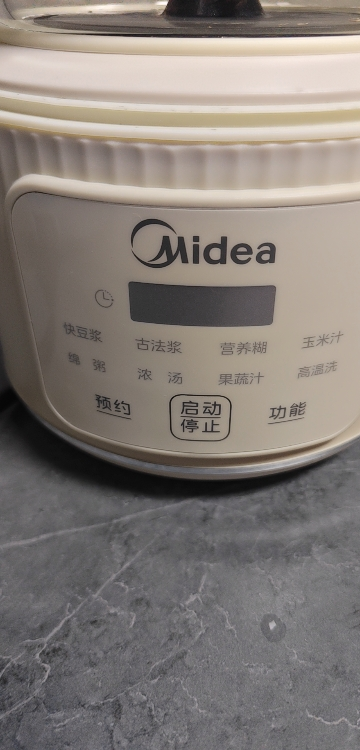 Midea
快豆浆 古法浆 营养糊 玉米汁
绵粥 浓汤 果蔬汁 高温洗
预约 启动 功能
停止